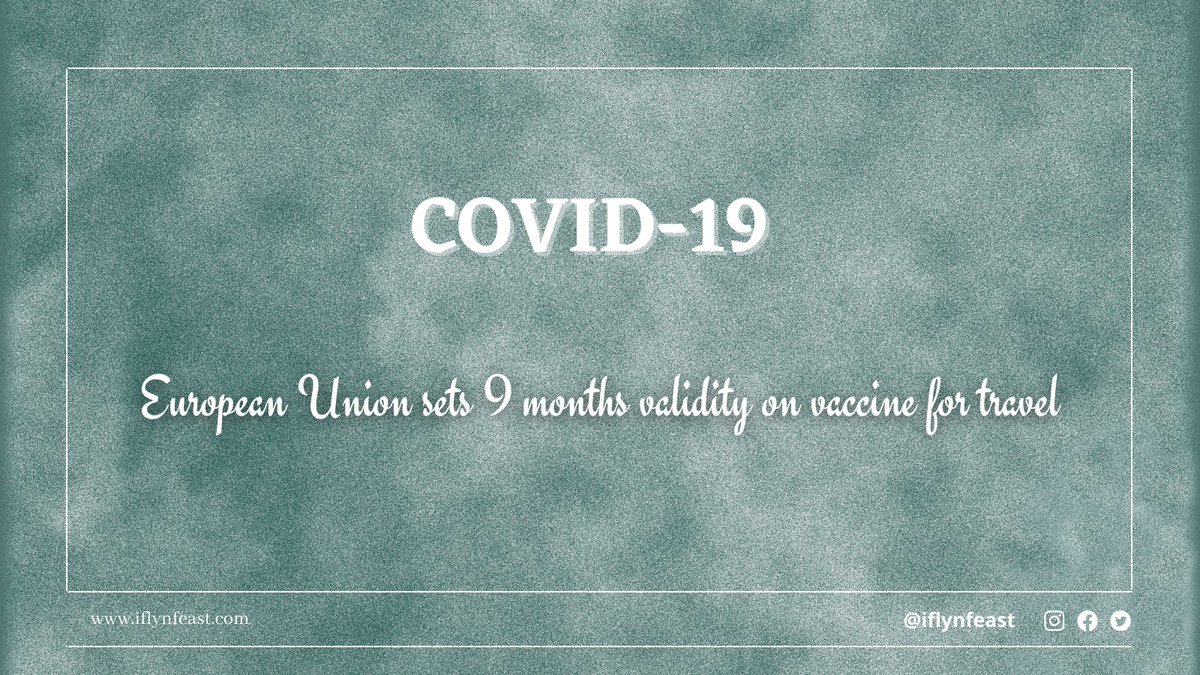 COVID-19
European Union sets 9 months validity on vaccine for travel
www.iflynfeast.com
@iflynfeast